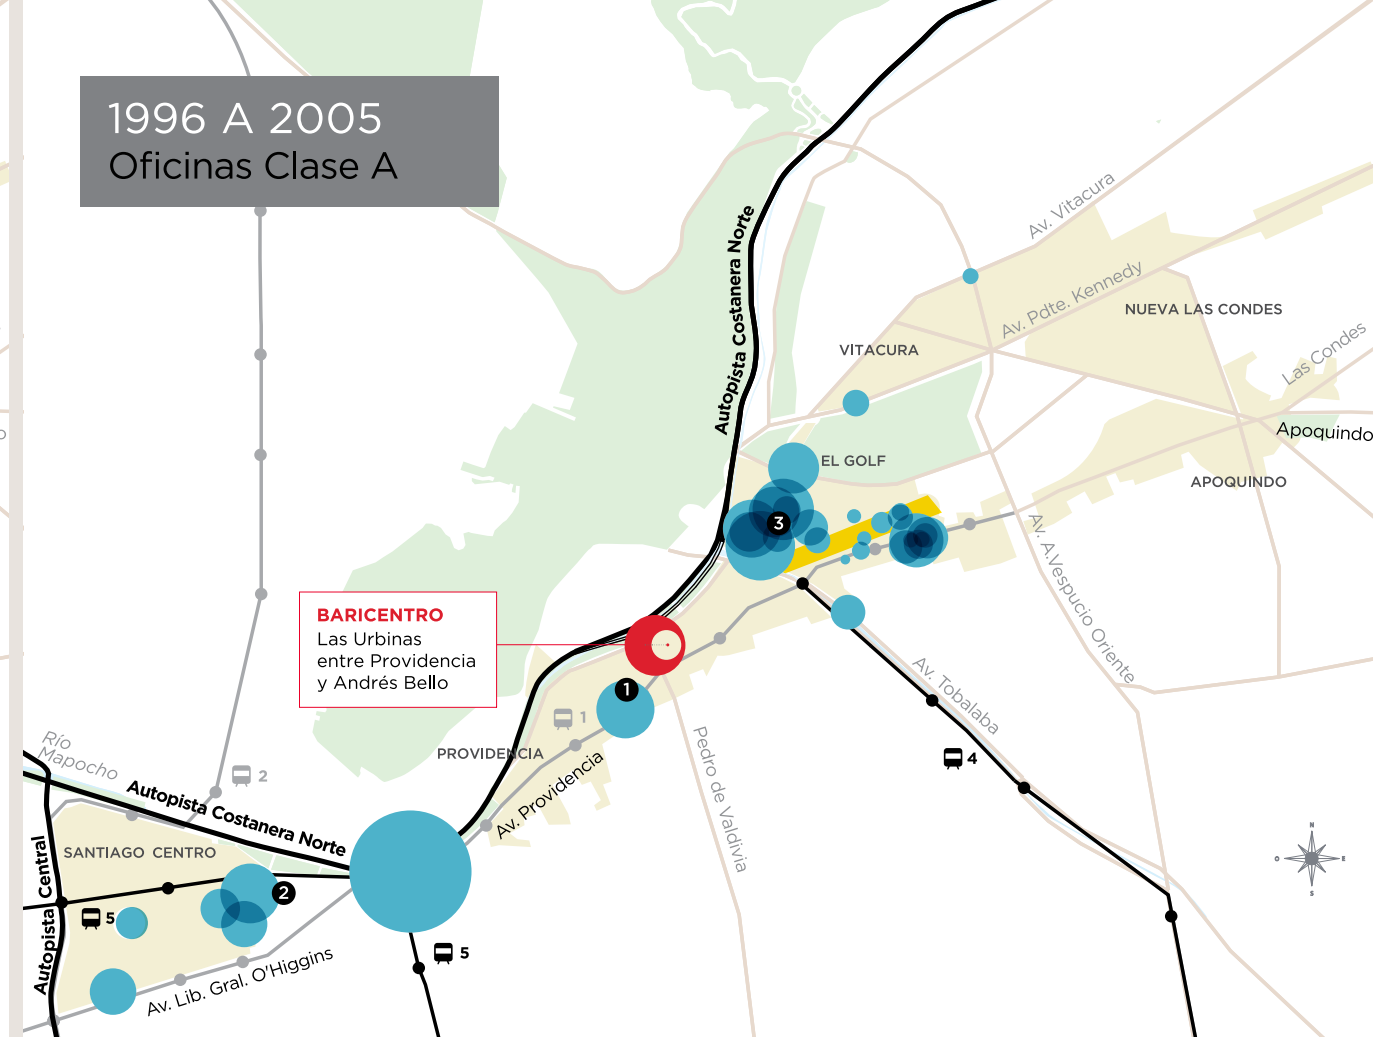 1996 A 2005
Oficinas Clase A
Autopista Costanera Norte
Av. Vitacura
Av. Pdte. Kennedy
NUEVA LAS CONDES
VITACURA
Las Condes
Apoquindo
EL GOLF
APOQUINDO
3
Av. A.Vespucio Oriente
BARICENTRO
Las Urbinas
entre Providencia
y Andrés Bello
1
Av. Tobalaba
1
PROVIDENCIA
Pedro de Valdivia
4
Río
Mapocho
2
Av. Providencia
Autopista Costanera Norte
SANTIAGO CENTRO
Autopista Central
2
5
5
Av. Lib. Gral. O'Higgins
N
O
E
S